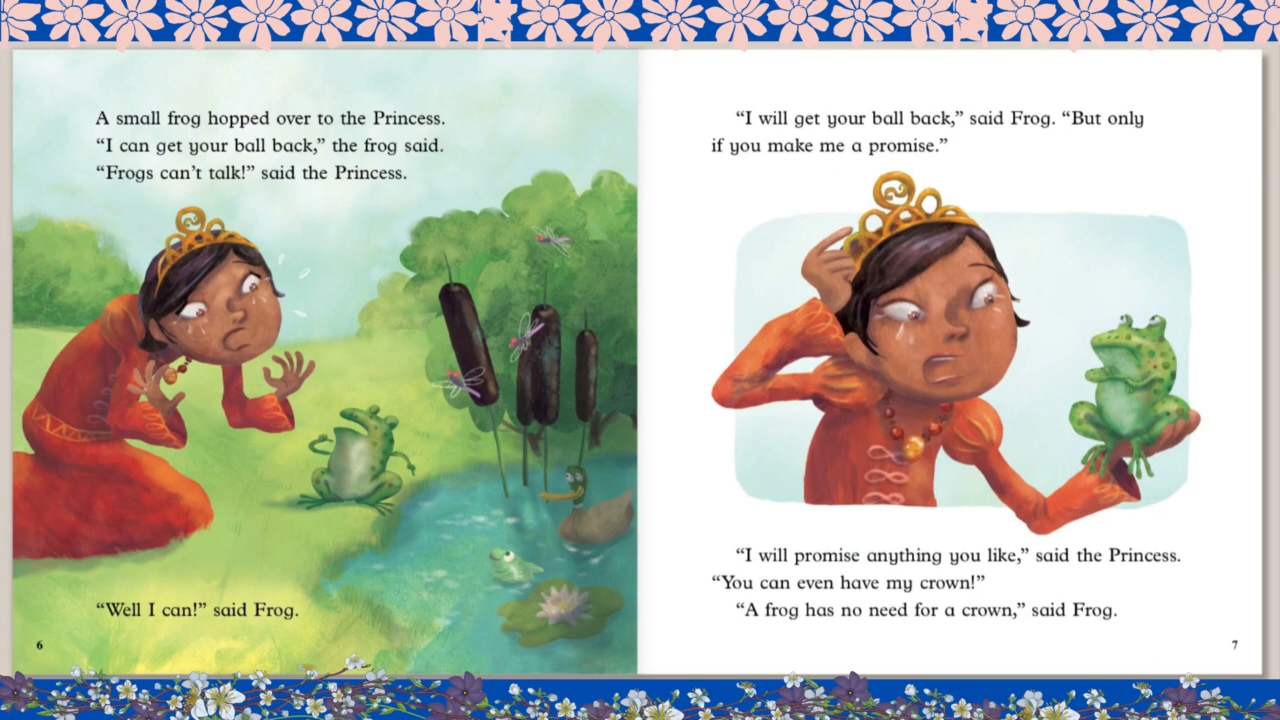 A small frog hopped over to the Princess.
“I can get your ball back,” the frog said.
“Frogs can’t talk!” said the Princess.
“Well I can!” said Frog.
6
“I will get your ball back,” said Frog. “But only
if you make me a promise.”
“I will promise anything you like,” said the Princess.
“You can even have my crown!”
“A frog has no need for a crown,” said Frog.
7